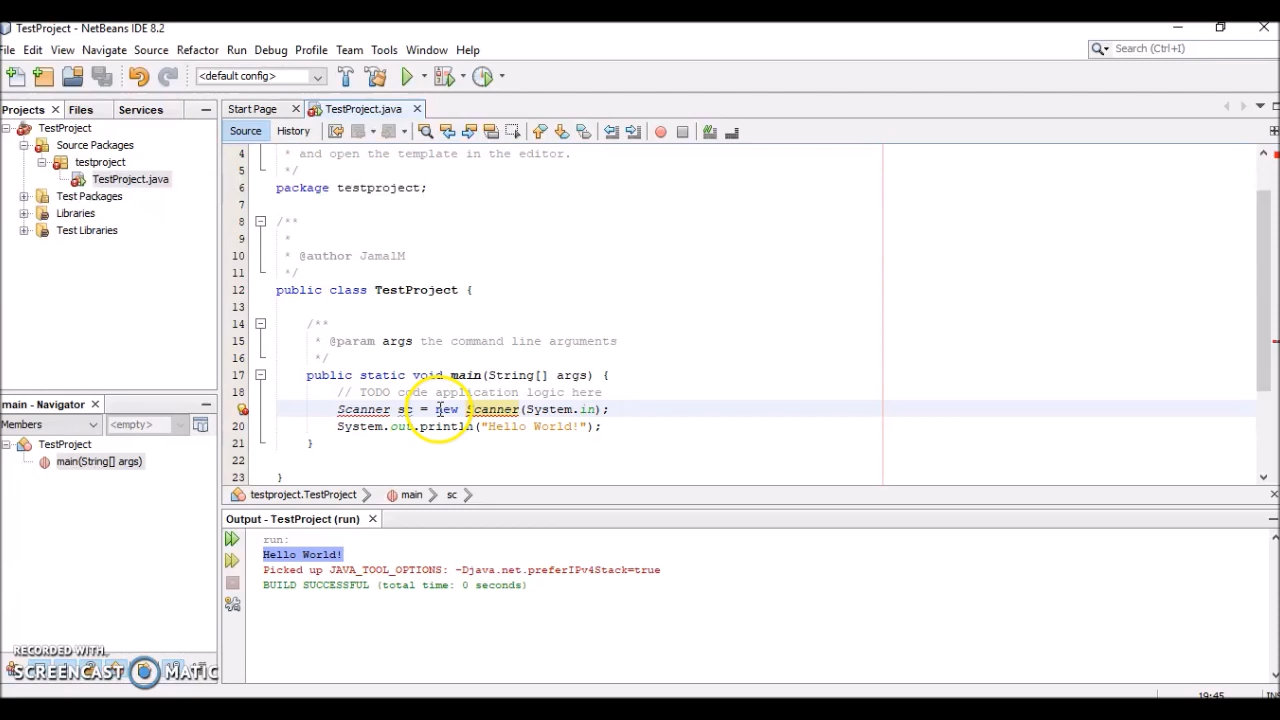 TestProject - NetBeans IDE 8.2
File Edit View Navigate Source Refactor Run Debug Profile Team Tools Window Help
Search (Ctrl+I)
<default config>
Projects Files Services
Start Page TestProject.java
TestProject
Source Packages
testproject
TestProject.java
Test Packages
Libraries
Test Libraries
Source History
4 * and open the template in the editor.
5 */
6 package testproject;
7
8 /**
9 *
10 * @author JamalM
11 */
12 public class TestProject {
13
14 /**
15 * @param args the command line arguments
16 */
17 public static void main(String[] args) {
18 // TODO code application logic here
Scanner sc = new Scanner(System.in);
20 System.out.println("Hello World!");
21 }
22
23 }
main - Navigator
Members <empty>
TestProject
main(String[] args)
testproject.TestProject main sc
Output - TestProject (run)
run:
Hello World!
Picked up JAVA_TOOL_OPTIONS: -Djava.net.preferIPv4Stack=true
BUILD SUCCESSFUL (total time: 0 seconds)
RECORDED WITH
SCREENCAST MATIC
19:45